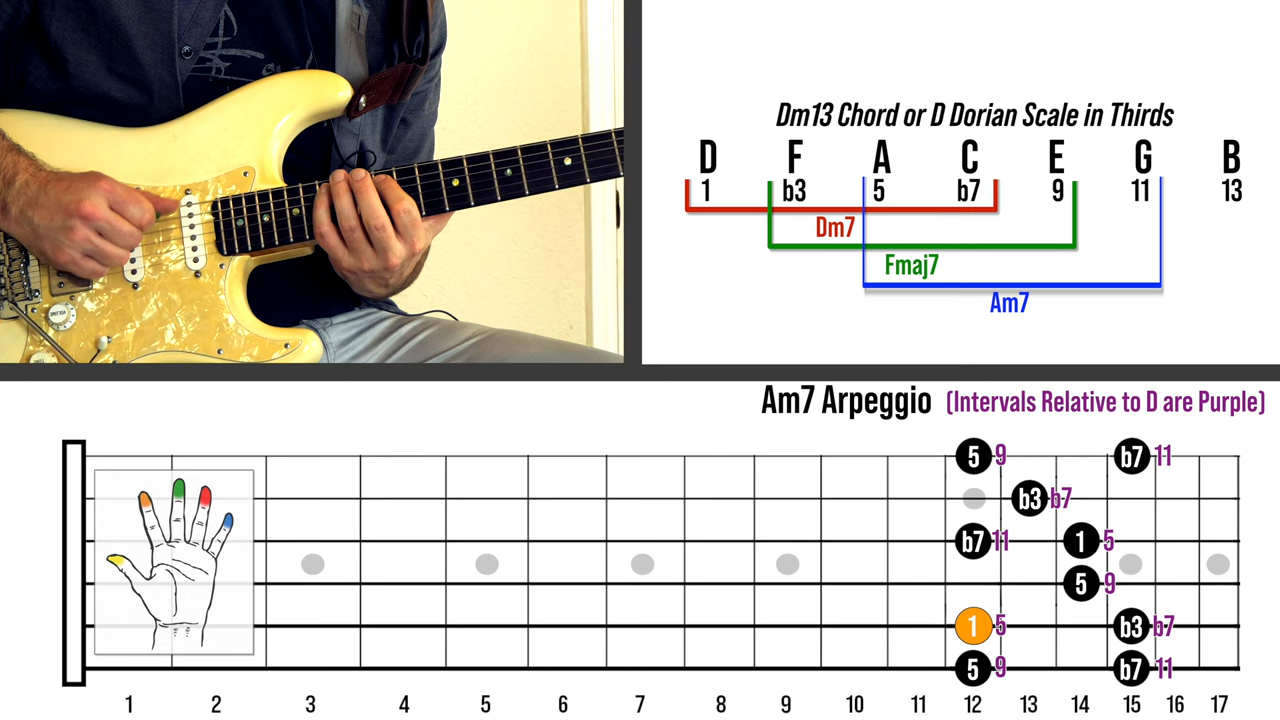 Dm13 Chord or D Dorian Scale in Thirds
D F A C E G B
1 b3 5 b7 9 11 13
Dm7
Fmaj7
Am7
Am7 Arpeggio (Intervals Relative to D are Purple)
5 9 b7 11
b3 b7
b7 11 1 5
5 9
1 5 b3 b7
5 9 b7 11
1 2 3 4 5 6 7 8 9 10 11 12 13 14 15 16 17